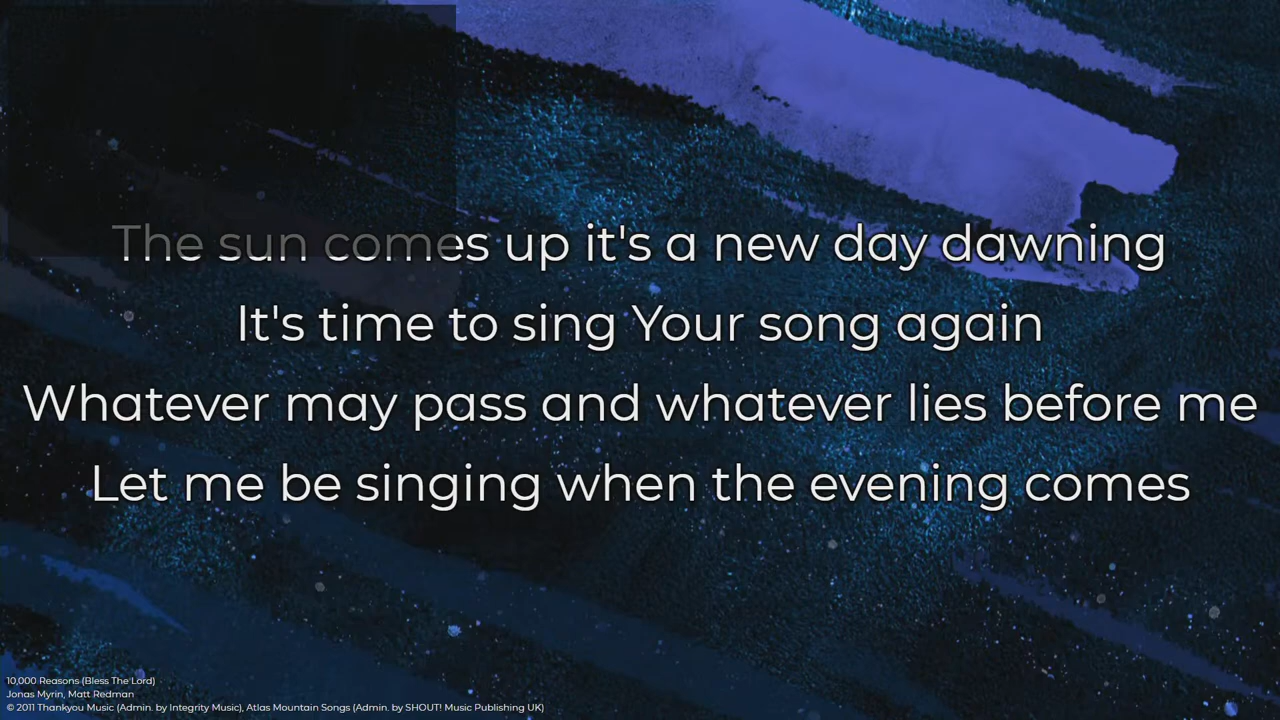 The sun comes up it's a new day dawning
It's time to sing Your song again
Whatever may pass and whatever lies before me
Let me be singing when the evening comes
10,000 Reasons (Bless The Lord)
Jonas Myrin, Matt Redman
© 2011 Thankyou Music (Admin. by Integrity Music), Atlas Mountain Songs (Admin. by SHOUT! Music Publishing UK)